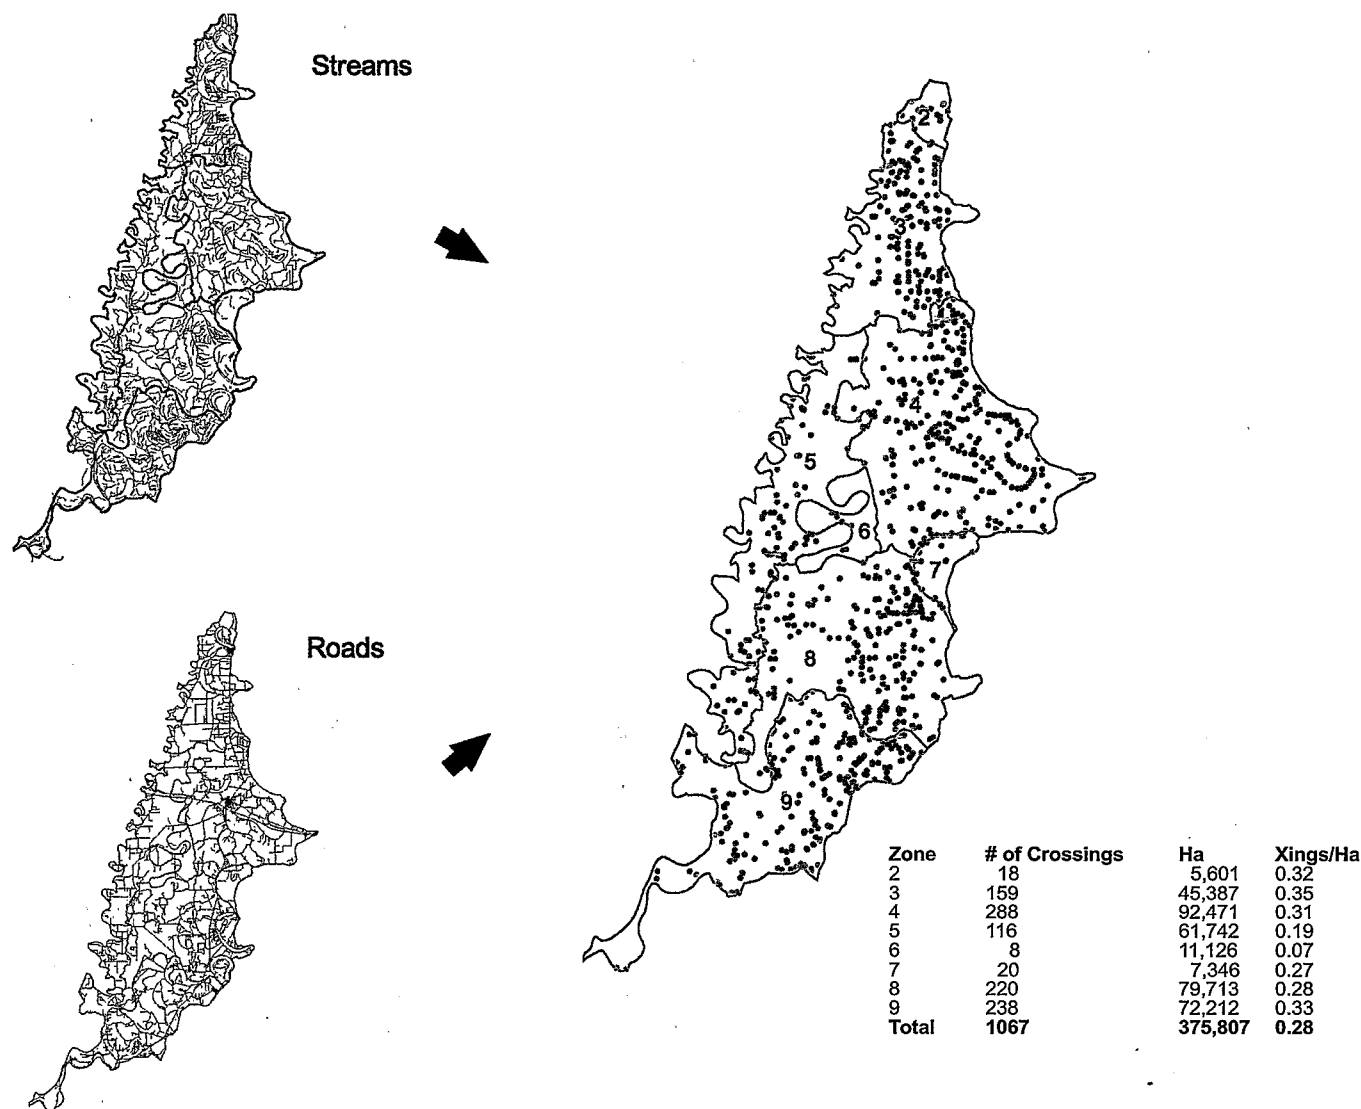 Streams
Roads
2
3
4
5
6
7
8
9
Zone # of Crossings Ha Xings/Ha
2 18 5,601 0.32
3 159 45,387 0.35
4 288 92,471 0.31
5 116 61,742 0.19
6 8 11,126 0.07
7 20 7,346 0.27
8 220 79,713 0.28
9 238 72,212 0.33
Total 1067 375,807 0.28